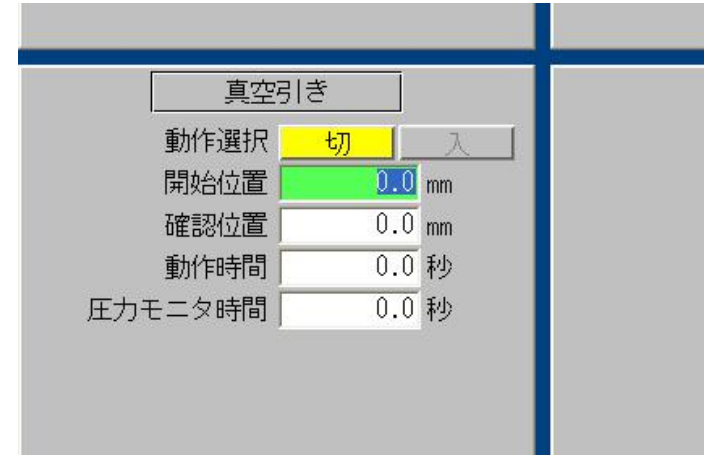 真空引き
動作選択 切 入
開始位置 0.0 mm
確認位置 0.0 mm
動作時間 0.0 秒
圧力モニタ時間 0.0 秒